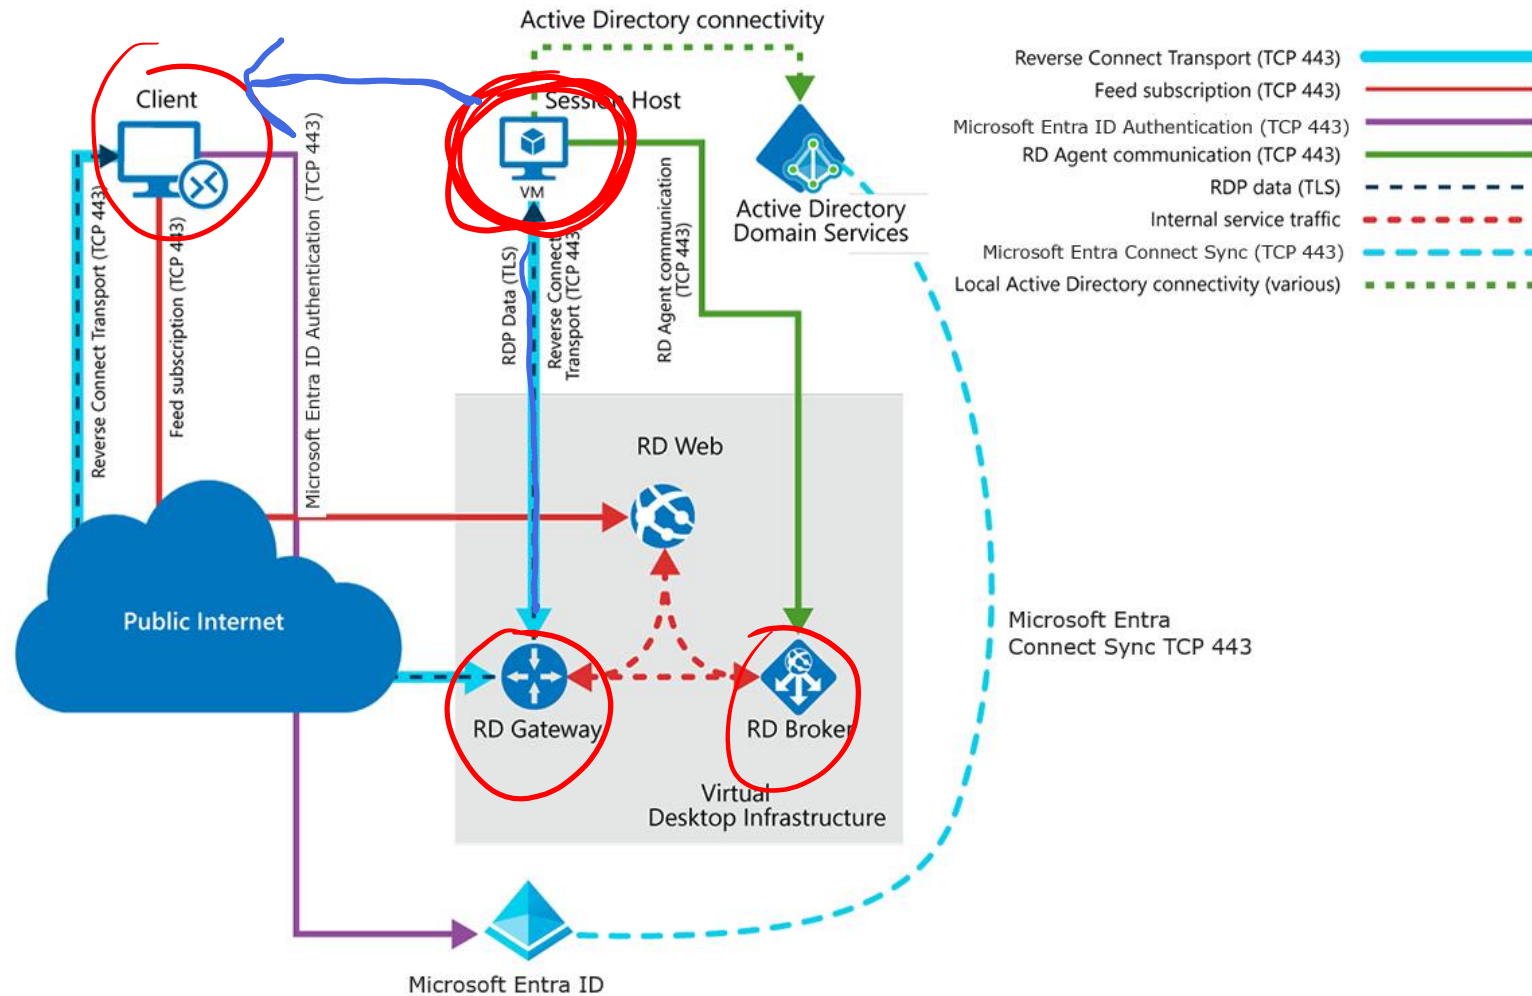 Active Directory connectivity
Client
Session Host
VM
Reverse Connect Transport (TCP 443)
Feed subscription (TCP 443)
Microsoft Entra ID Authentication (TCP 443)
RDP Data (TLS)
Reverse Connect
Transport (TCP 443)
RD Agent communication
(TCP 443)
Active Directory
Domain Services
Reverse Connect Transport (TCP 443)
Feed subscription (TCP 443)
Microsoft Entra ID Authentication (TCP 443)
RD Agent communication (TCP 443)
RDP data (TLS)
Internal service traffic
Microsoft Entra Connect Sync (TCP 443)
Local Active Directory connectivity (various)
RD Web
Public Internet
RD Gateway
RD Broker
Virtual
Desktop Infrastructure
Microsoft Entra
Connect Sync TCP 443
Microsoft Entra ID